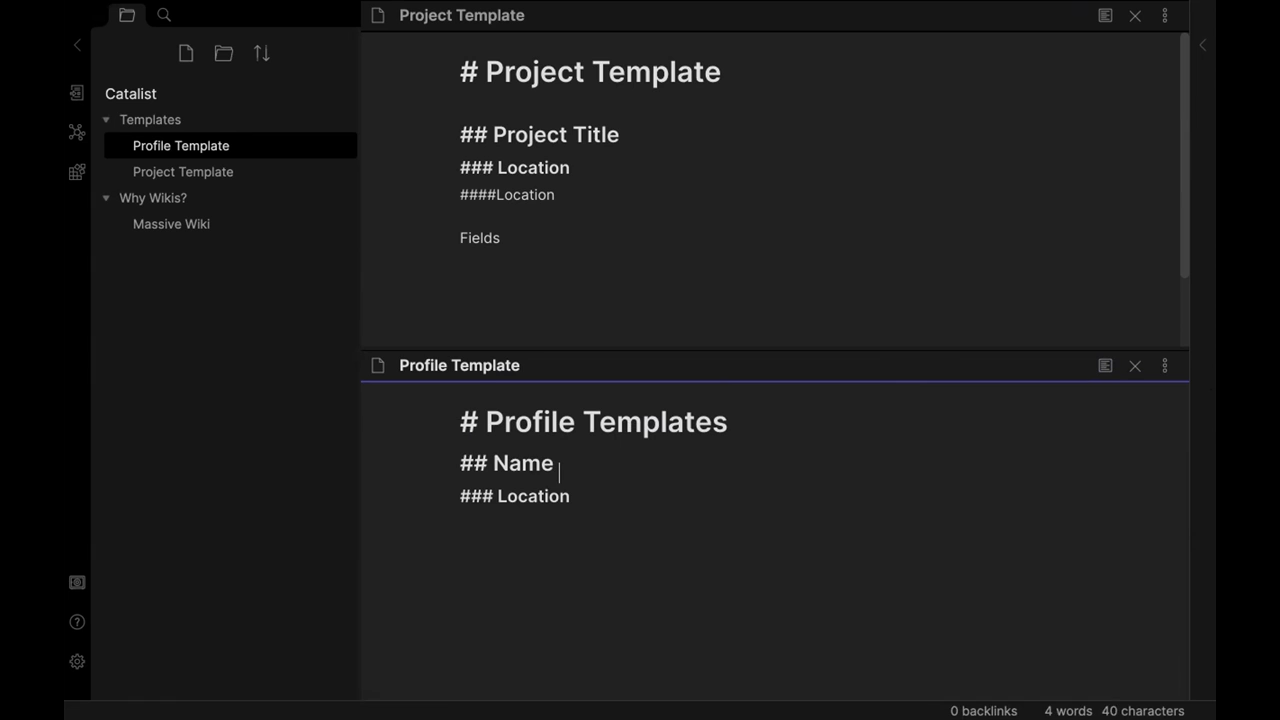 Catalist
Templates
Profile Template
Project Template
Why Wikis?
Massive Wiki
Project Template
# Project Template
## Project Title
### Location
####Location
Fields
Profile Template
# Profile Templates
## Name
### Location
0 backlinks 4 words 40 characters